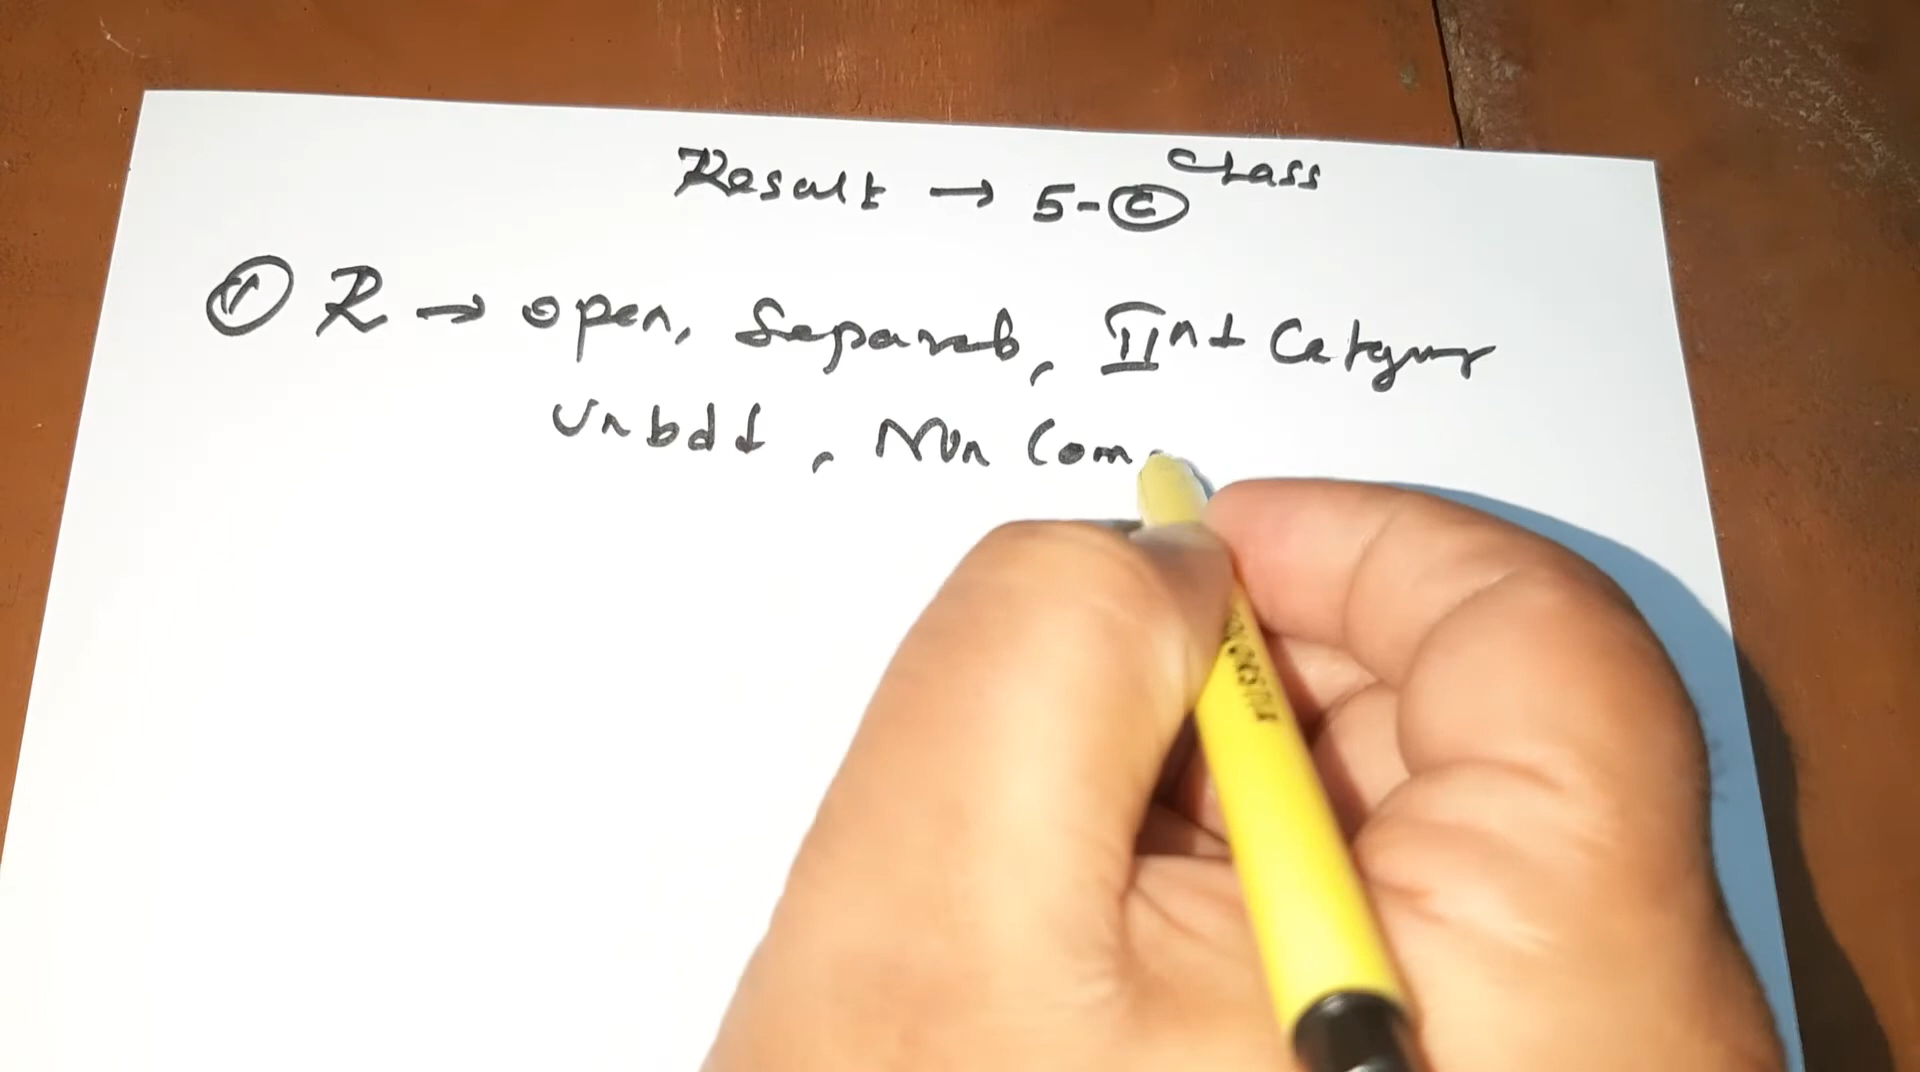 Result → 5-Ⓒ Class
① R → open, Separab, IInd Category
Unbdd, Non Com